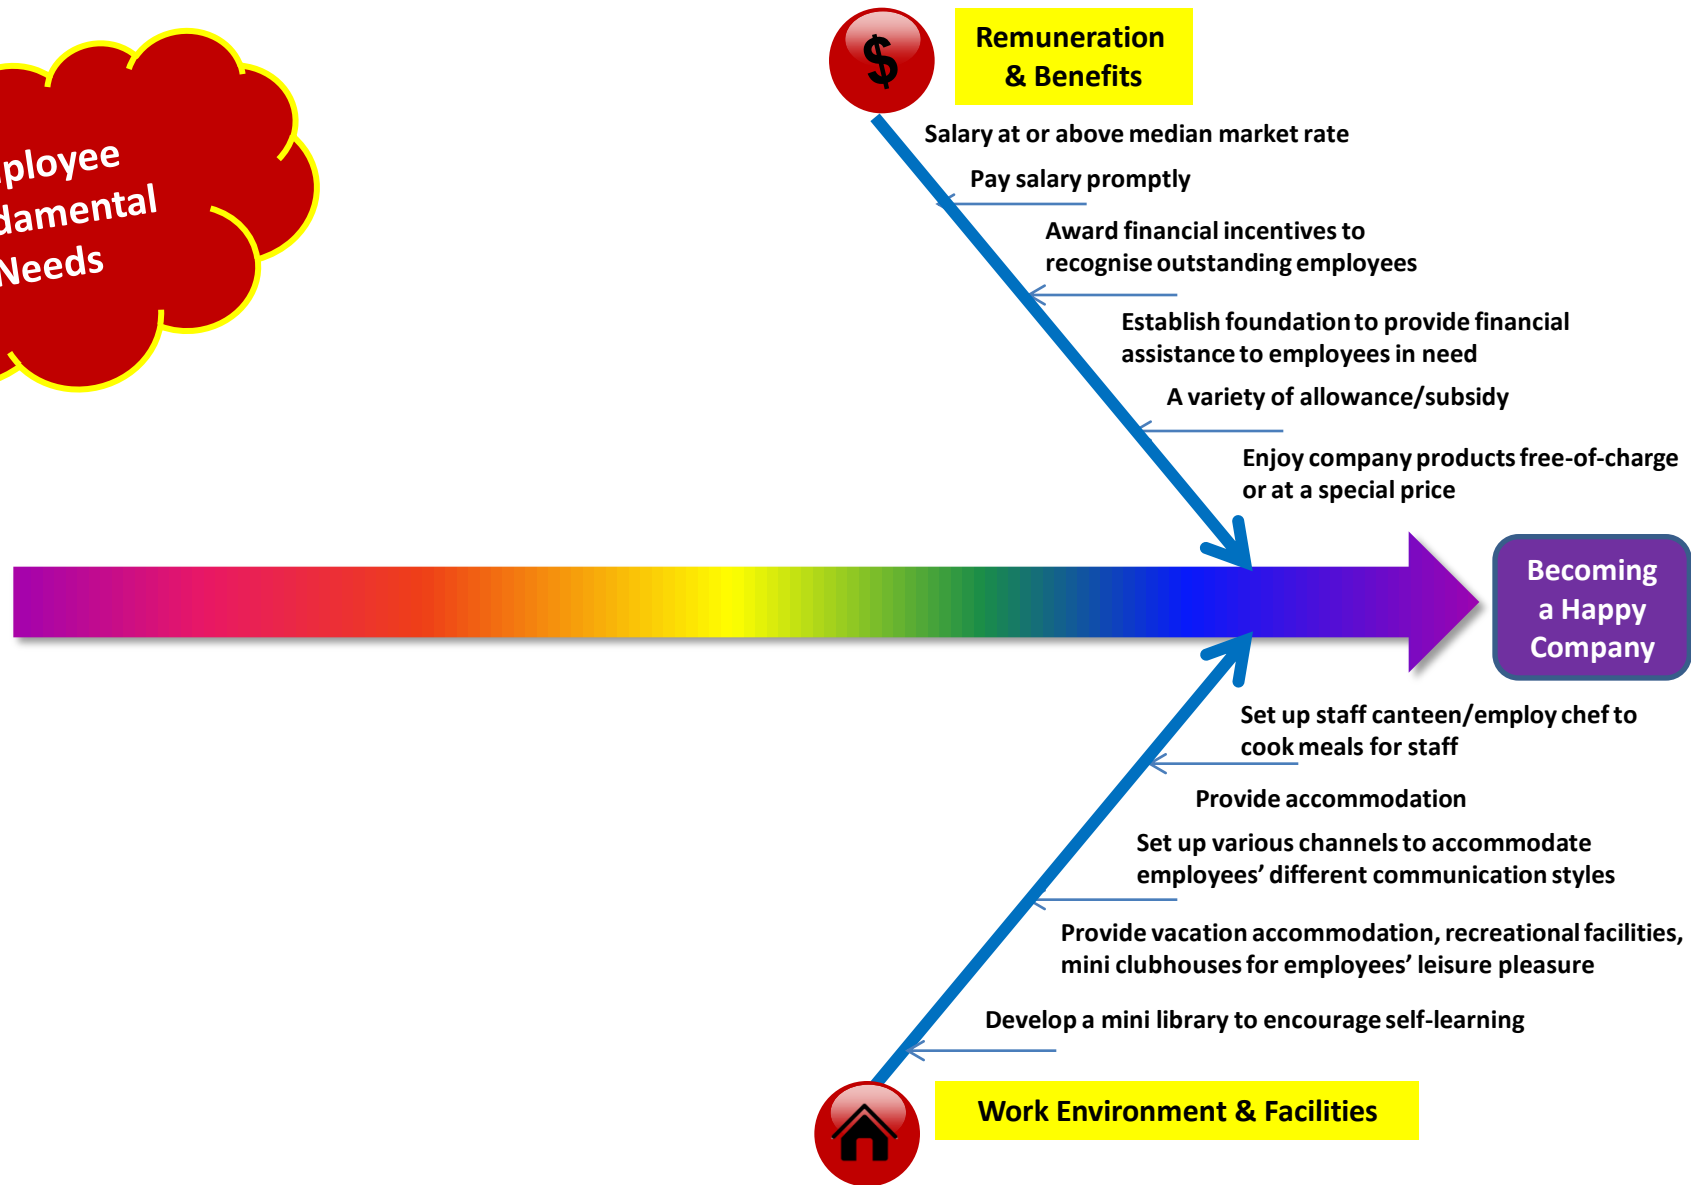 Needs
$
Remuneration
& Benefits
Salary at or above median market rate
Pay salary promptly
Award financial incentives to
recognise outstanding employees
Establish foundation to provide financial
assistance to employees in need
A variety of allowance/subsidy
Enjoy company products free-of-charge
or at a special price
Becoming
a Happy
Company
Set up staff canteen/employ chef to
cook meals for staff
Provide accommodation
Set up various channels to accommodate
employees’ different communication styles
Provide vacation accommodation, recreational facilities,
mini clubhouses for employees’ leisure pleasure
Develop a mini library to encourage self-learning
Work Environment & Facilities